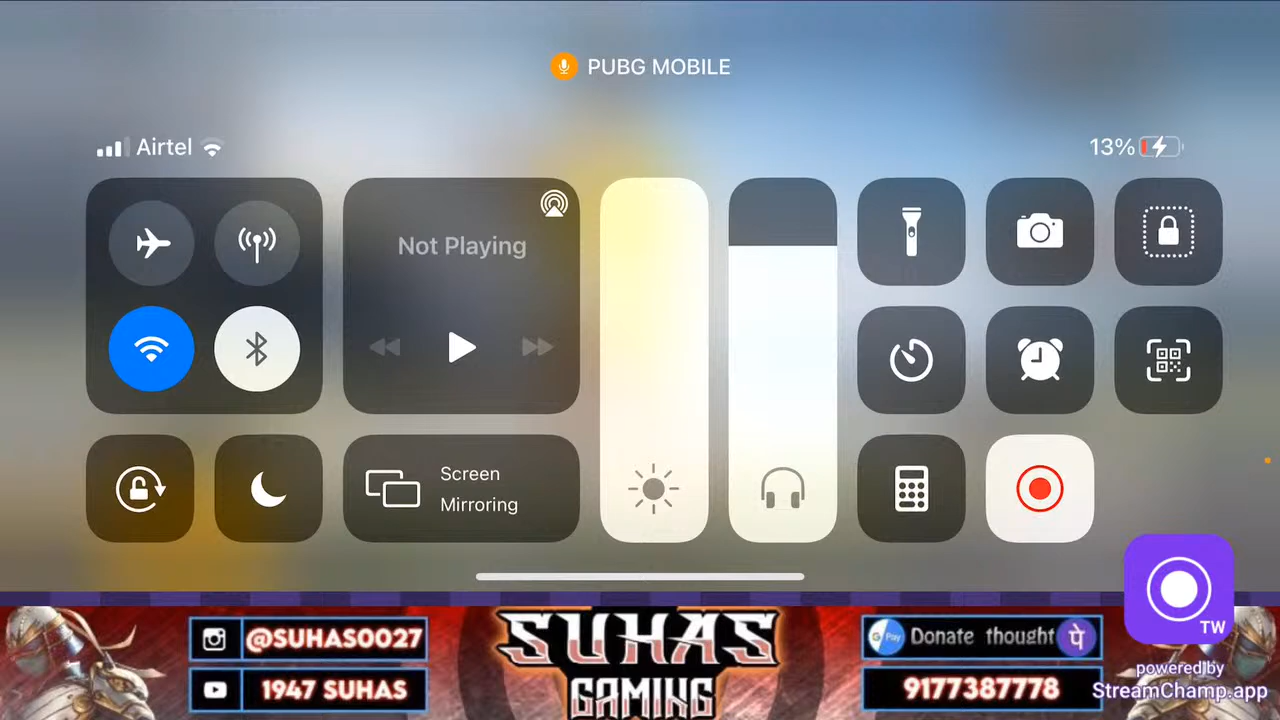 PUBG MOBILE
Airtel
13%
Not Playing
Screen
Mirroring
TW
@SUHAS0027
1947 SUHAS
SUHAS
GAMING
G Pay Donate thought पे
9177387778
powered by
StreamChamp.app